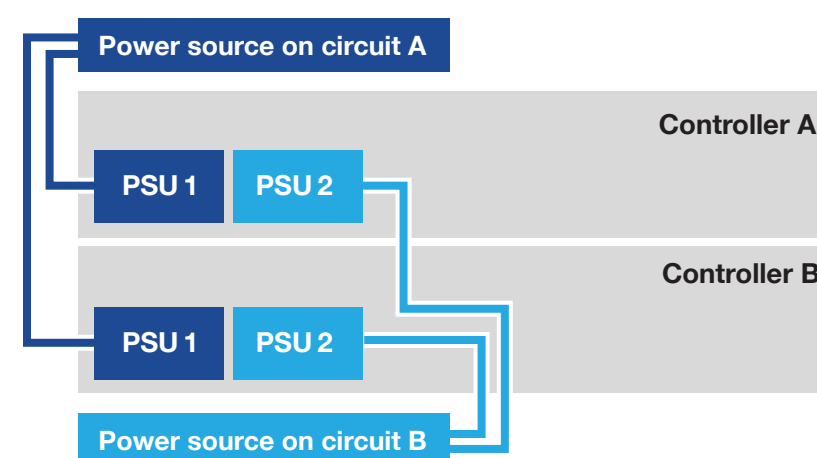 Power source on circuit A
Controller A
PSU 1
PSU 2
Controller B
PSU 1
PSU 2
Power source on circuit B